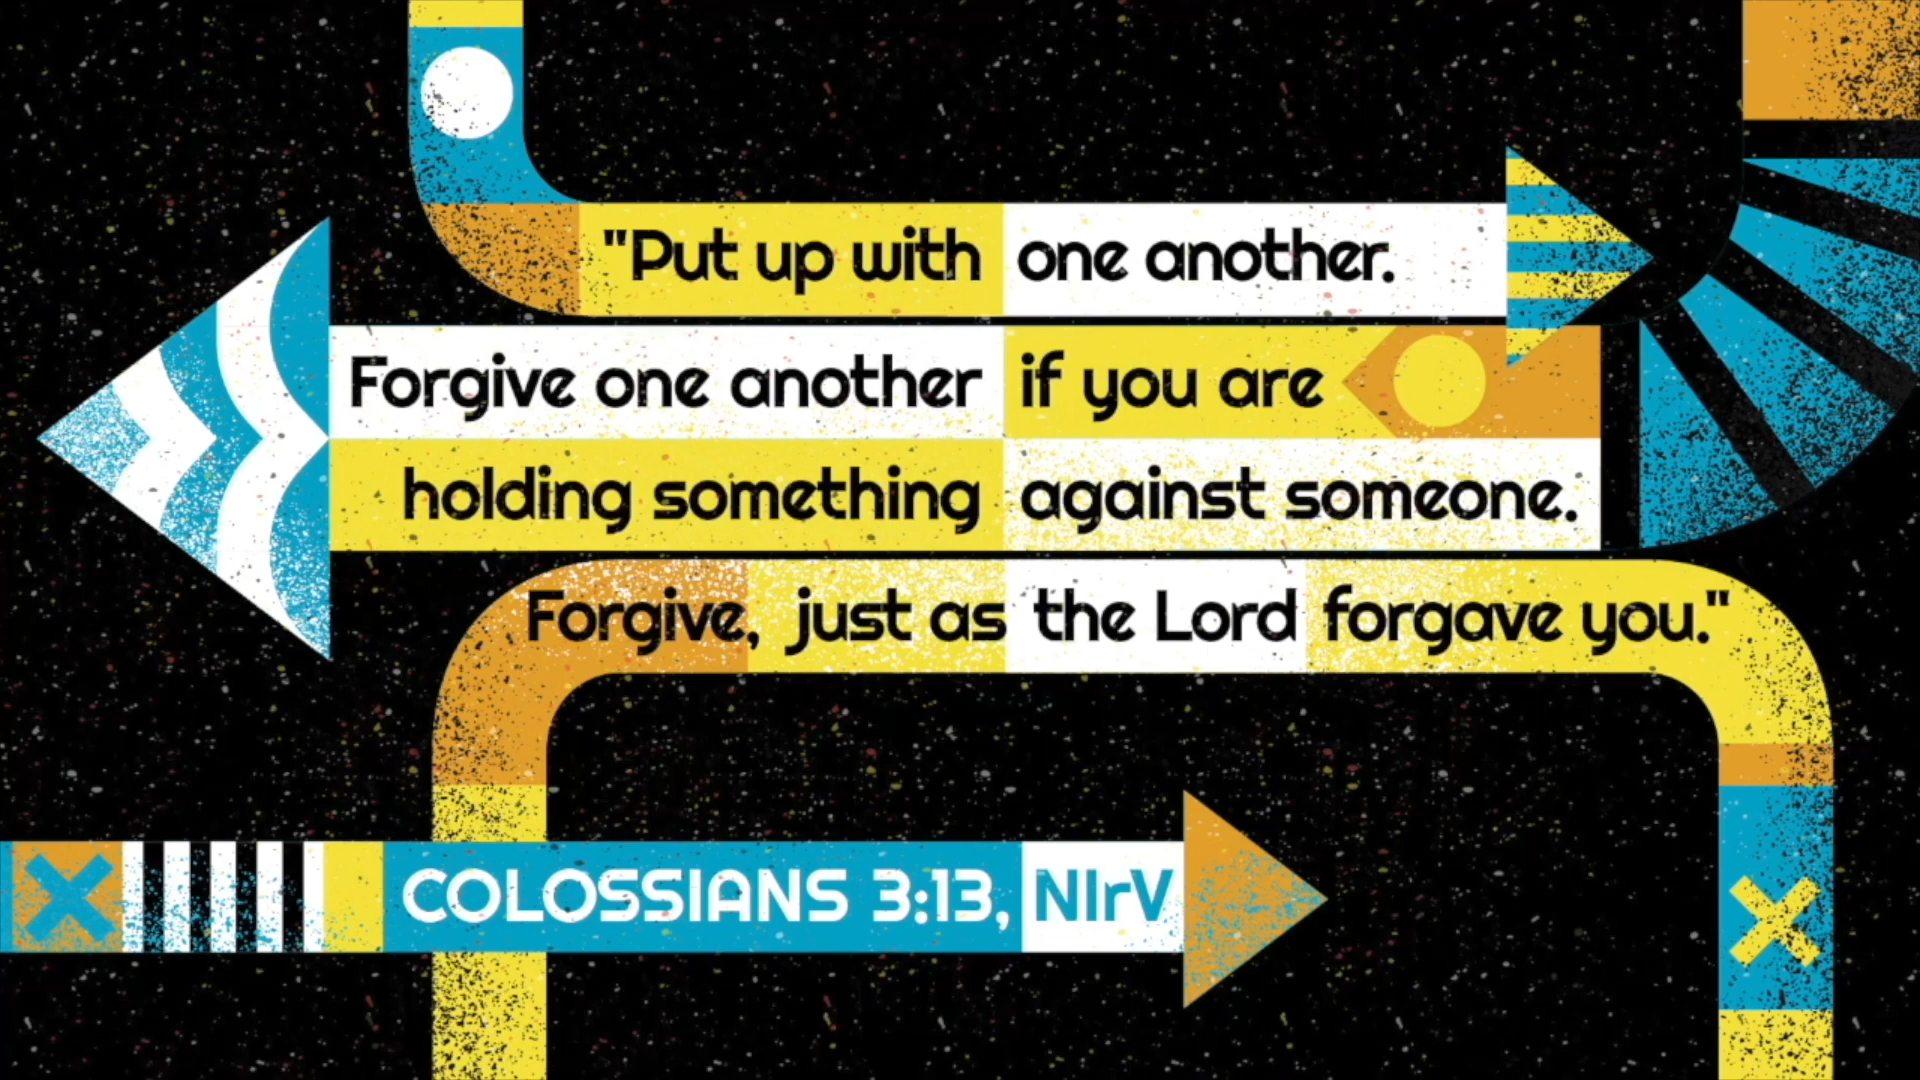 "Put up with one another.
Forgive one another if you are
holding something against someone.
Forgive, just as the Lord forgave you."
COLOSSIANS 3:13, NIrV